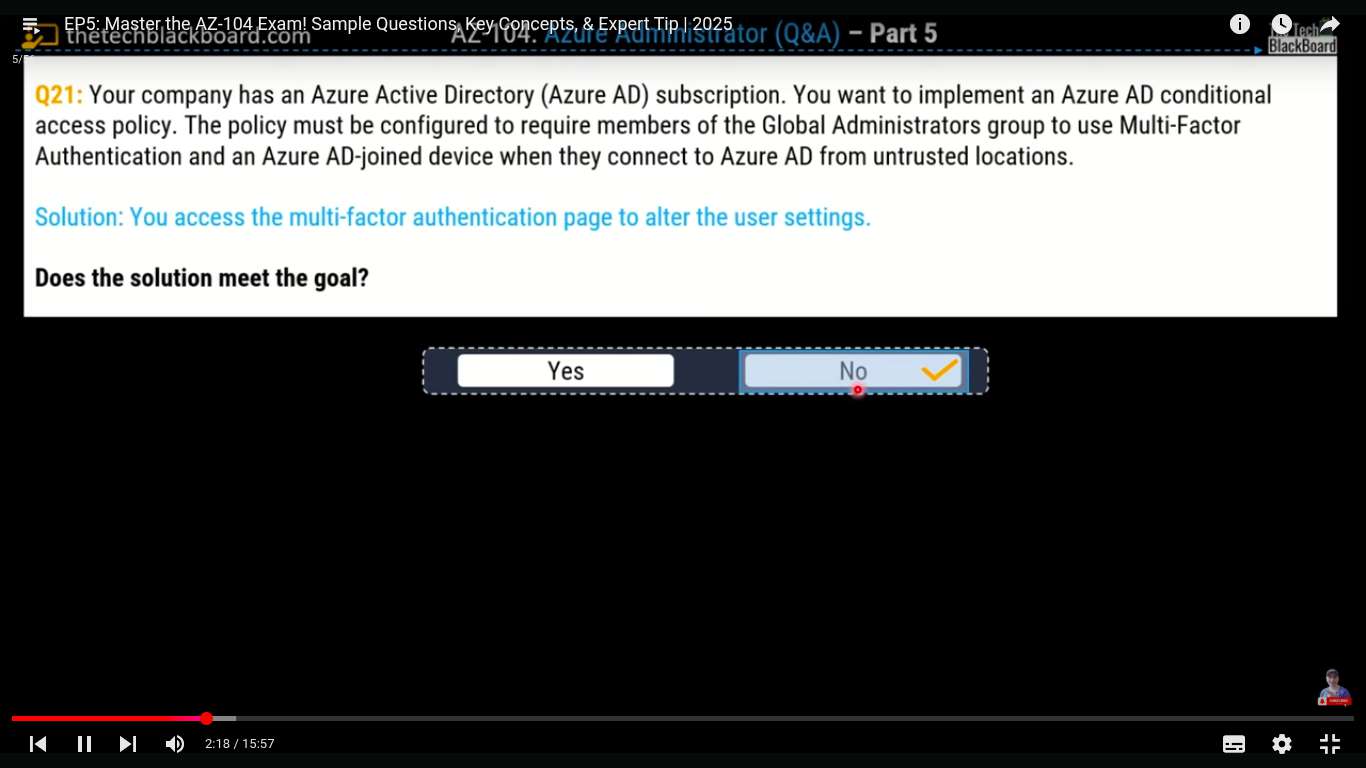 EP5: Master the AZ-104 Exam! Sample Questions, Key Concepts, & Expert Tip | 2025
thetechblackboard.com
AZ-104: Azure Administrator (Q&A) – Part 5
Tech
BlackBoard
Q21: Your company has an Azure Active Directory (Azure AD) subscription. You want to implement an Azure AD conditional
access policy. The policy must be configured to require members of the Global Administrators group to use Multi-Factor
Authentication and an Azure AD-joined device when they connect to Azure AD from untrusted locations.
Solution: You access the multi-factor authentication page to alter the user settings.
Does the solution meet the goal?
Yes
No
2:18 / 15:57